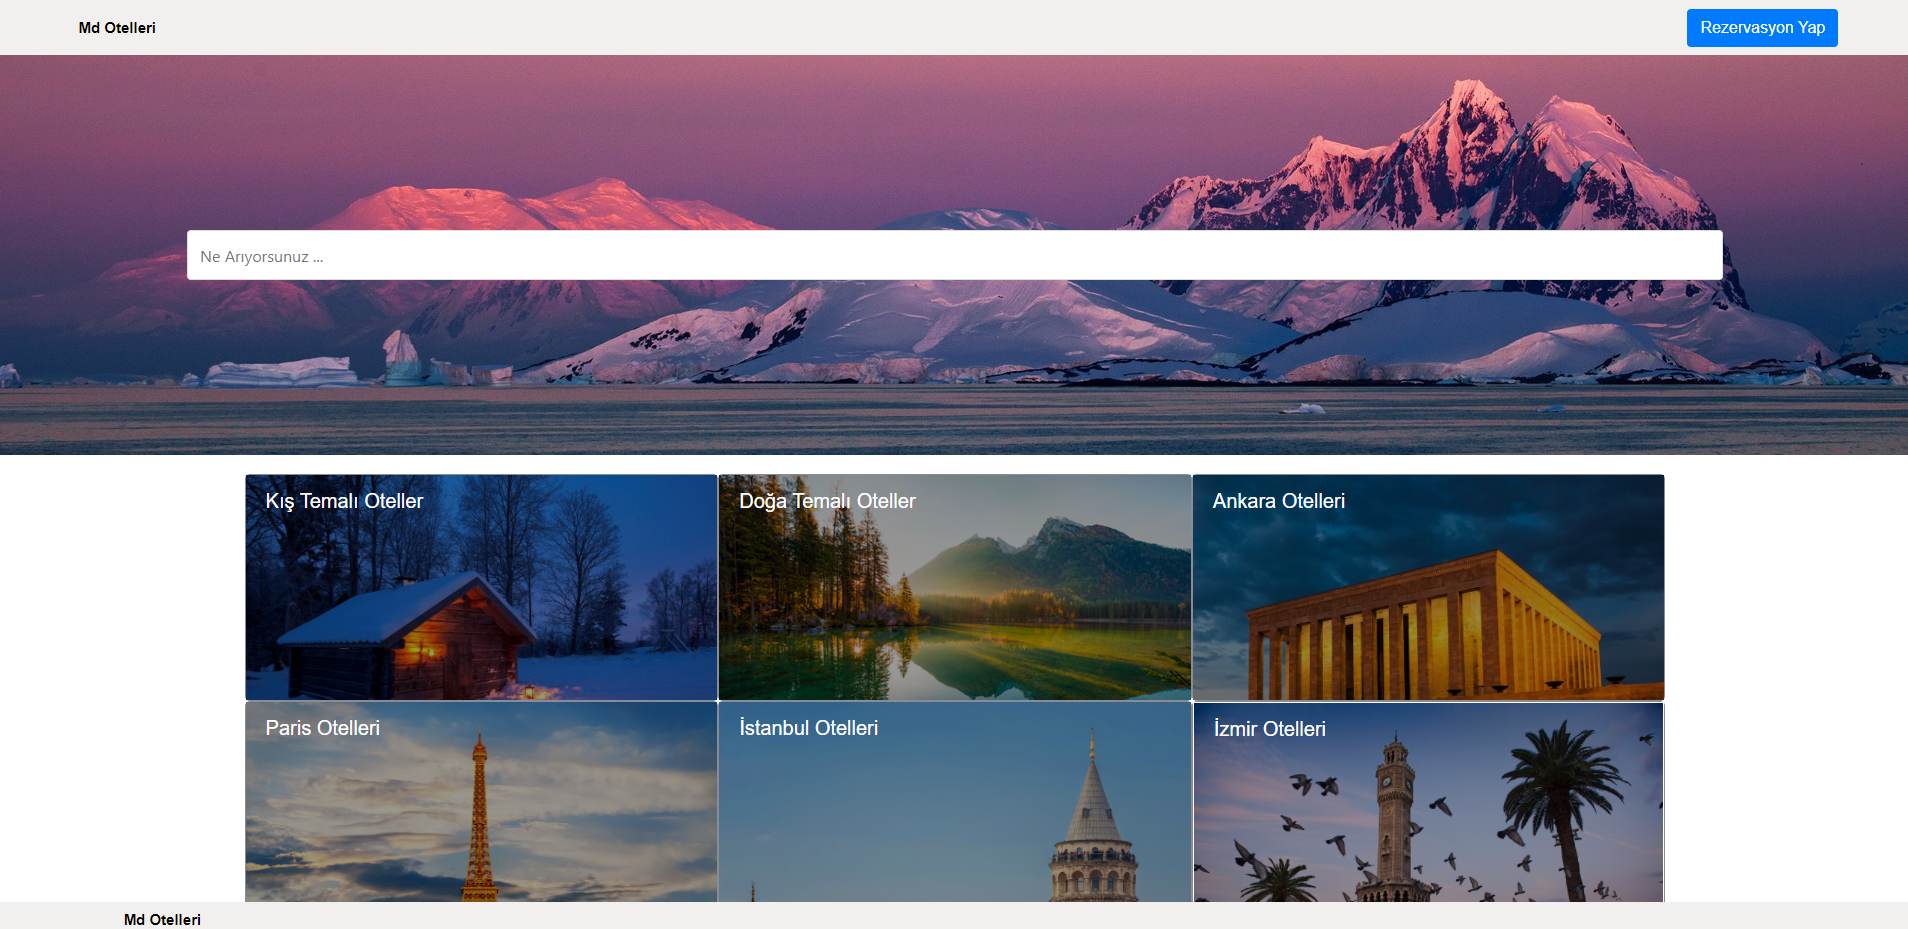 Md Otelleri
Rezervasyon Yap
Ne Arıyorsunuz ...
Kış Temalı Oteller
Doğa Temalı Oteller
Ankara Otelleri
Paris Otelleri
İstanbul Otelleri
İzmir Otelleri
Md Otelleri